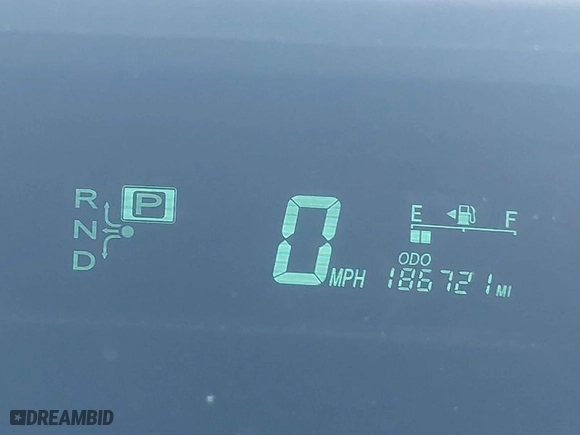 R P
N
D
0 MPH
E F
ODO
186721 MI
DREAMBID